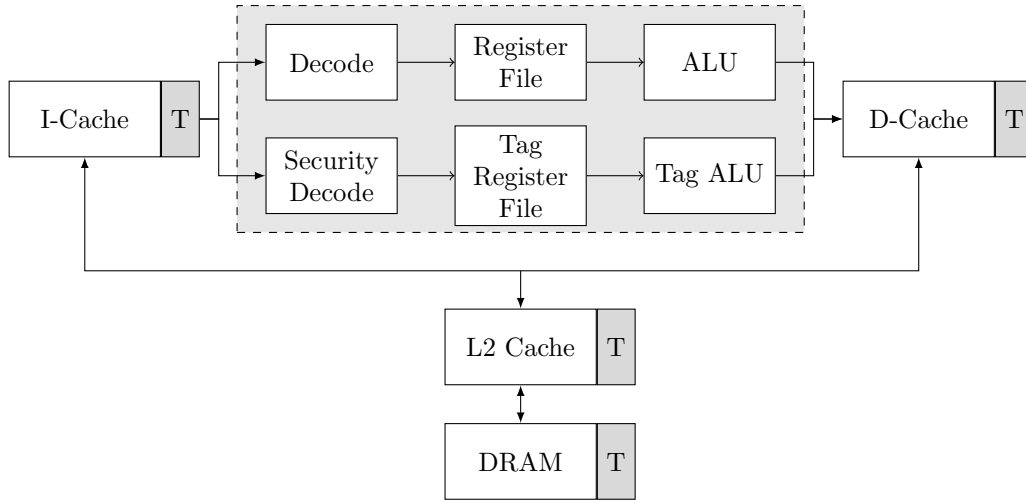 Decode
Register
File
ALU
I-Cache
T
D-Cache
T
Security
Decode
Tag
Register
File
Tag ALU
L2 Cache
T
DRAM
T